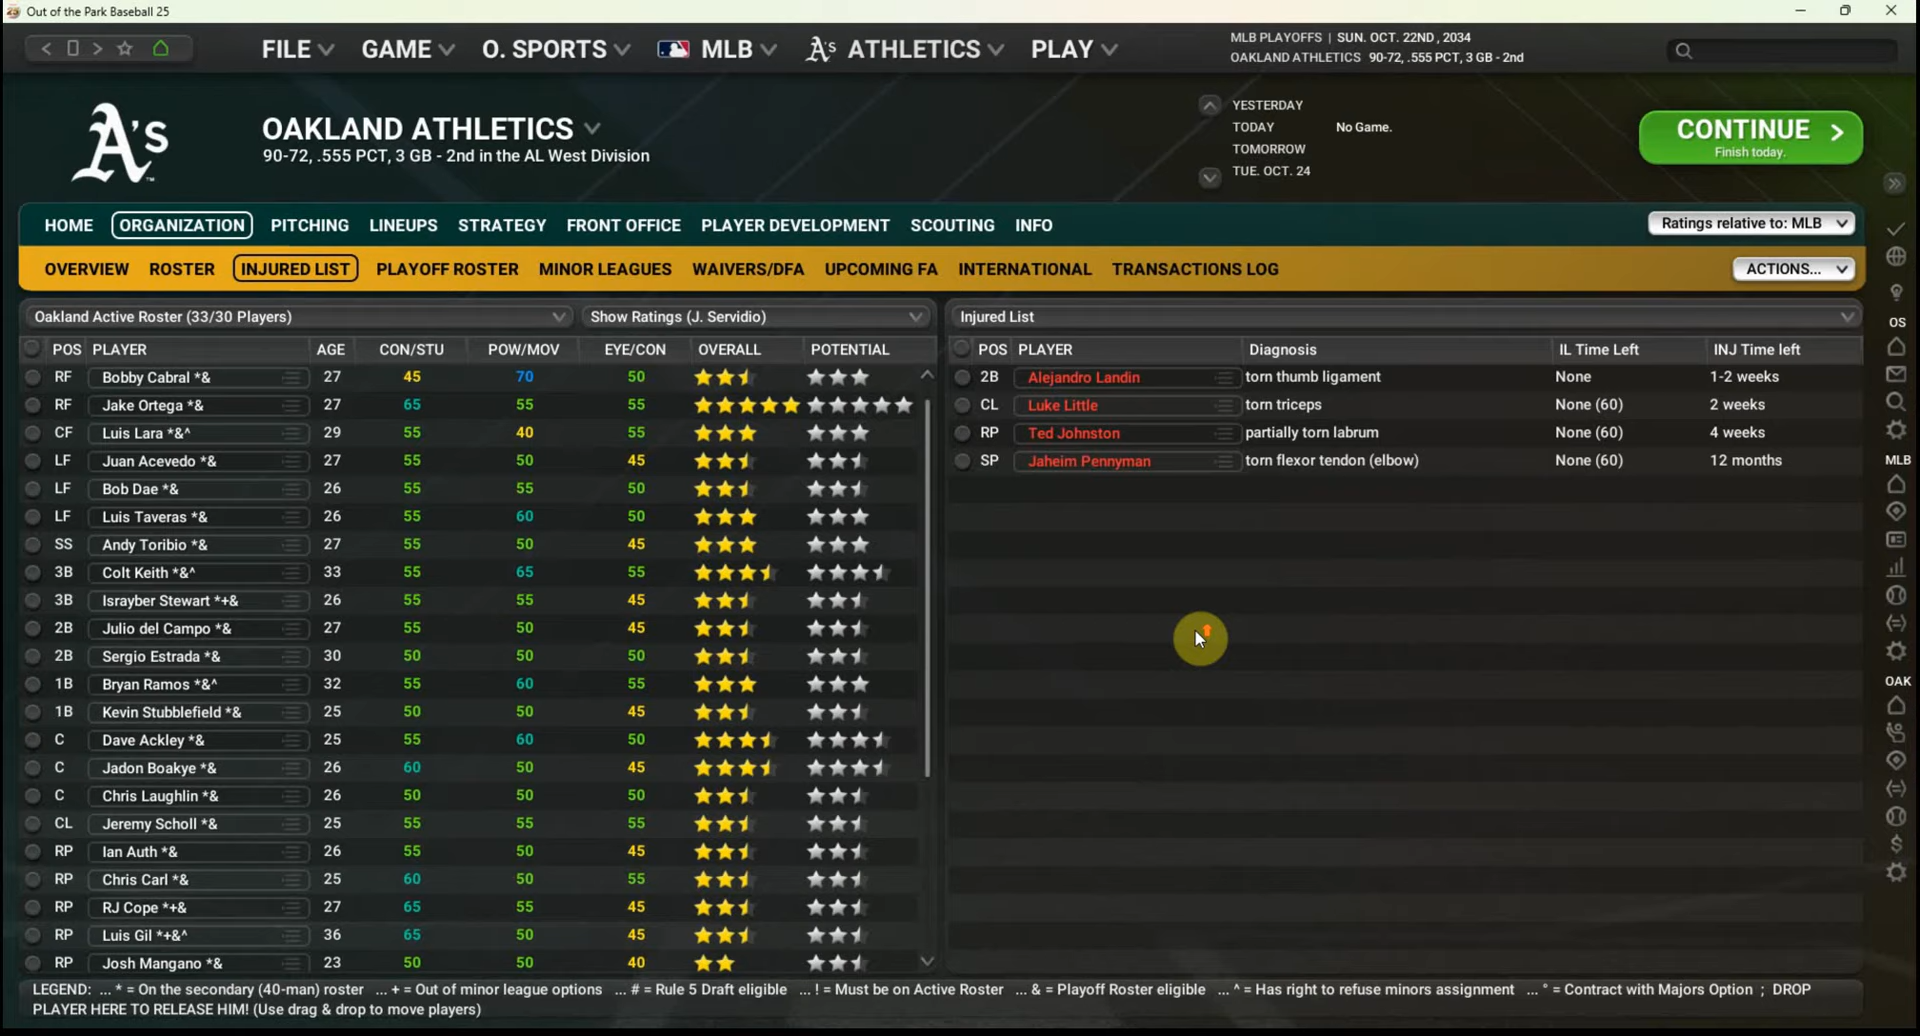 Out of the Park Baseball 25
FILE GAME O. SPORTS MLB A's ATHLETICS PLAY
MLB PLAYOFFS | SUN. OCT. 22ND, 2034
OAKLAND ATHLETICS 90-72, .555 PCT, 3 GB - 2nd
A's
OAKLAND ATHLETICS
90-72, .555 PCT, 3 GB - 2nd in the AL West Division
YESTERDAY
TODAY No Game.
TOMORROW
TUE. OCT. 24
CONTINUE >
Finish today.
HOME ORGANIZATION PITCHING LINEUPS STRATEGY FRONT OFFICE PLAYER DEVELOPMENT SCOUTING INFO
Ratings relative to: MLB
OVERVIEW ROSTER INJURED LIST PLAYOFF ROSTER MINOR LEAGUES WAIVERS/DFA UPCOMING FA INTERNATIONAL TRANSACTIONS LOG
ACTIONS...
Oakland Active Roster (33/30 Players) Show Ratings (J. Servidio)
POS PLAYER AGE CON/STU POW/MOV EYE/CON OVERALL POTENTIAL
RF Bobby Cabral *& 27 45 70 50
RF Jake Ortega *& 27 65 55 55
CF Luis Lara *&^ 29 55 40 55
LF Juan Acevedo *& 27 55 50 45
LF Bob Dae *& 26 55 55 50
LF Luis Taveras *& 26 55 60 50
SS Andy Toribio *& 27 55 50 45
3B Colt Keith *&^ 33 55 65 55
3B Israyber Stewart *+& 26 55 55 45
2B Julio del Campo *& 27 55 50 45
2B Sergio Estrada *& 30 50 50 50
1B Bryan Ramos *&^ 32 55 60 55
1B Kevin Stubblefield *& 25 50 50 45
C Dave Ackley *& 25 55 60 50
C Jadon Boakye *& 26 60 50 45
C Chris Laughlin *& 26 50 50 50
CL Jeremy Scholl *& 25 55 55 55
RP Ian Auth *& 26 55 50 45
RP Chris Carl *& 25 60 50 55
RP RJ Cope *+& 27 65 55 45
RP Luis Gil *+&^ 36 65 50 45
RP Josh Mangano *& 23 50 50 40
Injured List
POS PLAYER Diagnosis IL Time Left INJ Time left
2B Alejandro Landin torn thumb ligament None 1-2 weeks
CL Luke Little torn triceps None (60) 2 weeks
RP Ted Johnston partially torn labrum None (60) 4 weeks
SP Jaheim Pennyman torn flexor tendon (elbow) None (60) 12 months
OS
MLB
OAK
LEGEND: ... * = On the secondary (40-man) roster ... + = Out of minor league options ... # = Rule 5 Draft eligible ... ! = Must be on Active Roster ... & = Playoff Roster eligible ... ^ = Has right to refuse minors assignment ... ° = Contract with Majors Option ; DROP
PLAYER HERE TO RELEASE HIM! (Use drag & drop to move players)